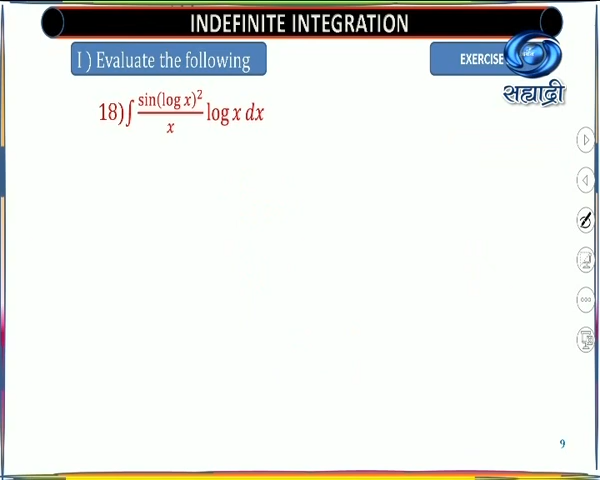 INDEFINITE INTEGRATION
I ) Evaluate the following
EXERCISE
सह्याद्री
18)∫ sin(log x)²/x log x dx
9